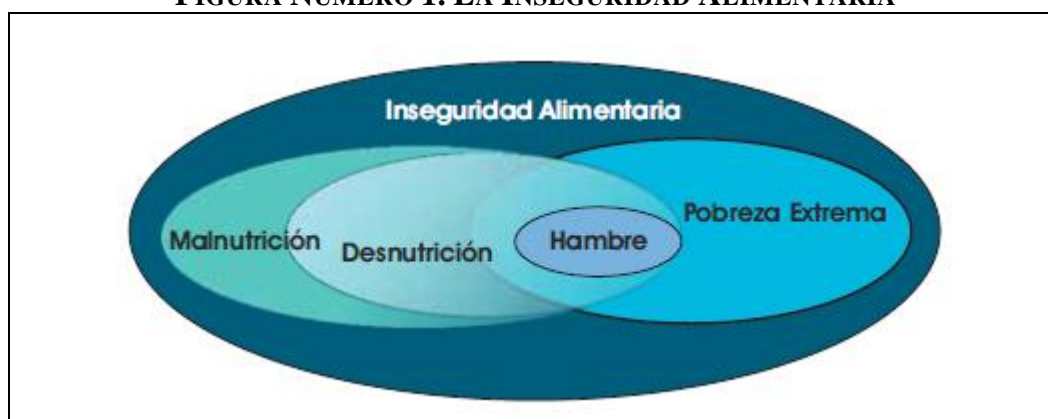 FIGURA NÚMERO 1. LA INSEGURIDAD ALIMENTARIA
Inseguridad Alimentaria
Malnutrición
Desnutrición
Hambre
Pobreza Extrema